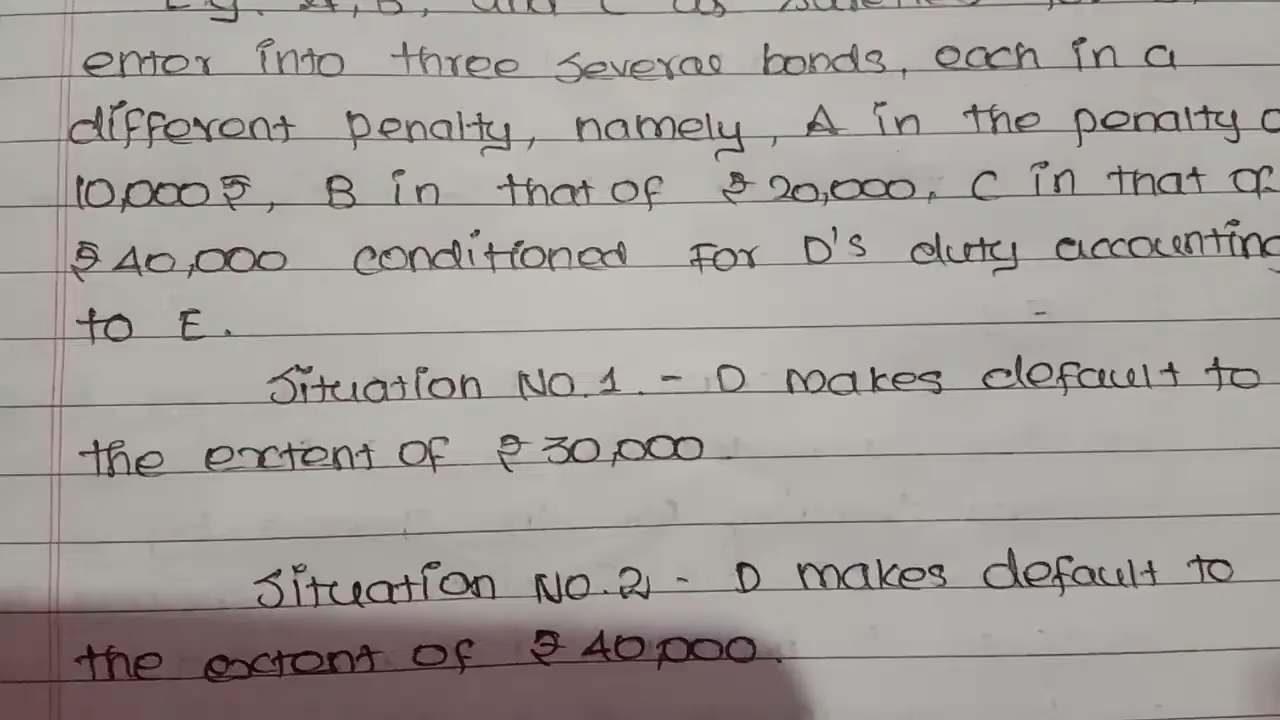 enter into three several bonds, each in a
different penalty, namely, A in the penalty
10,000₹, B in that of ₹20,000, C in that of
₹40,000 conditioned for D's duty accounting
to E.
Situation No.1. - D makes default to
the extent of ₹30,000
Situation No.2 - D makes default to
the extent of ₹40,000.